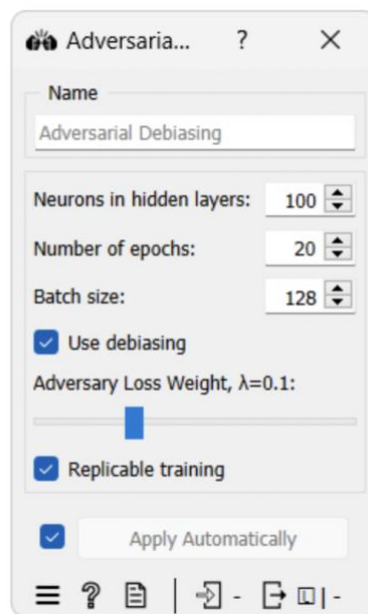 Adversaria... ?
Name
Adversarial Debiasing
Neurons in hidden layers: 100
Number of epochs: 20
Batch size: 128
Use debiasing
Adversary Loss Weight, λ=0.1:
Replicable training
Apply Automatically
? | - | -